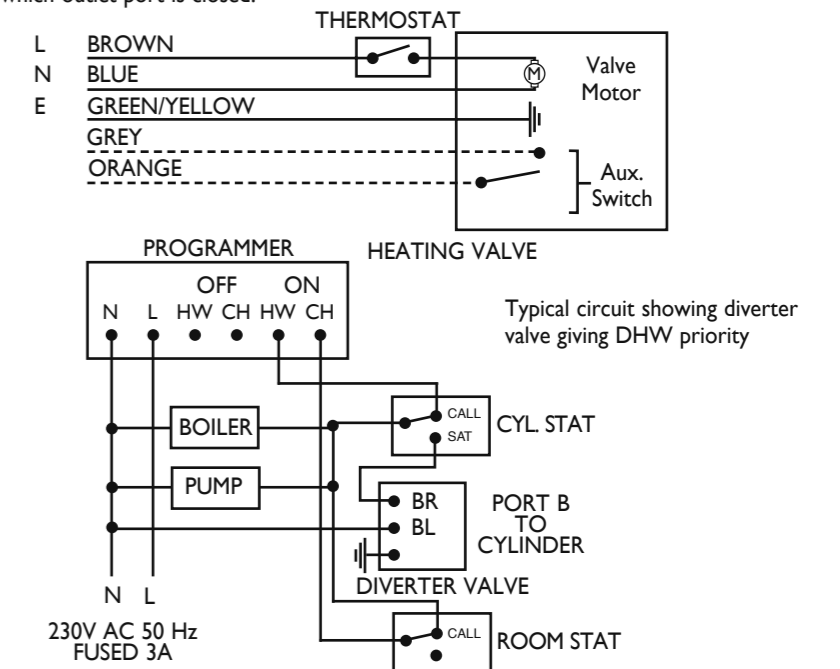 which outlet port is closed.
THERMOSTAT
L BROWN
N BLUE
E GREEN/YELLOW
GREY
ORANGE
M
Valve
Motor
Aux.
Switch
HEATING VALVE
PROGRAMMER
OFF ON
N L HW CH HW CH
Typical circuit showing diverter
valve giving DHW priority
BOILER
PUMP
CALL
SAT
CYL. STAT
BR
BL
PORT B
TO
CYLINDER
DIVERTER VALVE
N L
230V AC 50 Hz
FUSED 3A
CALL
ROOM STAT